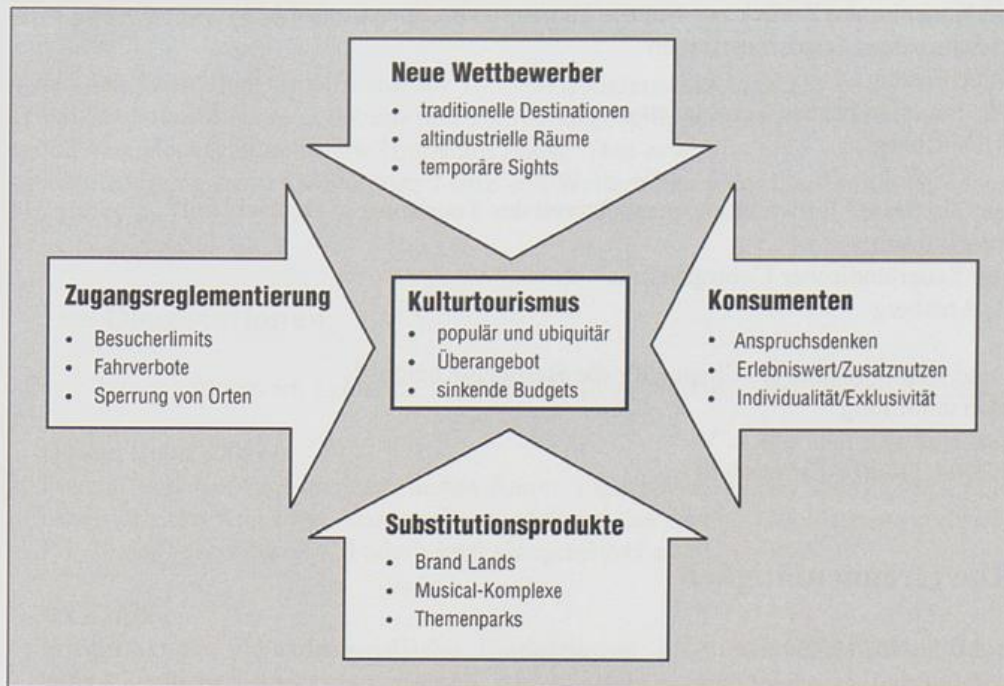 Neue Wettbewerber
• traditionelle Destinationen
• altindustrielle Räume
• temporäre Sights
Zugangsreglementierung
• Besucherlimits
• Fahrverbote
• Sperrung von Orten
Kulturtourismus
• populär und ubiquitär
• Überangebot
• sinkende Budgets
Konsumenten
• Anspruchsdenken
• Erlebniswert/Zusatznutzen
• Individualität/Exklusivität
Substitutionsprodukte
• Brand Lands
• Musical-Komplexe
• Themenparks